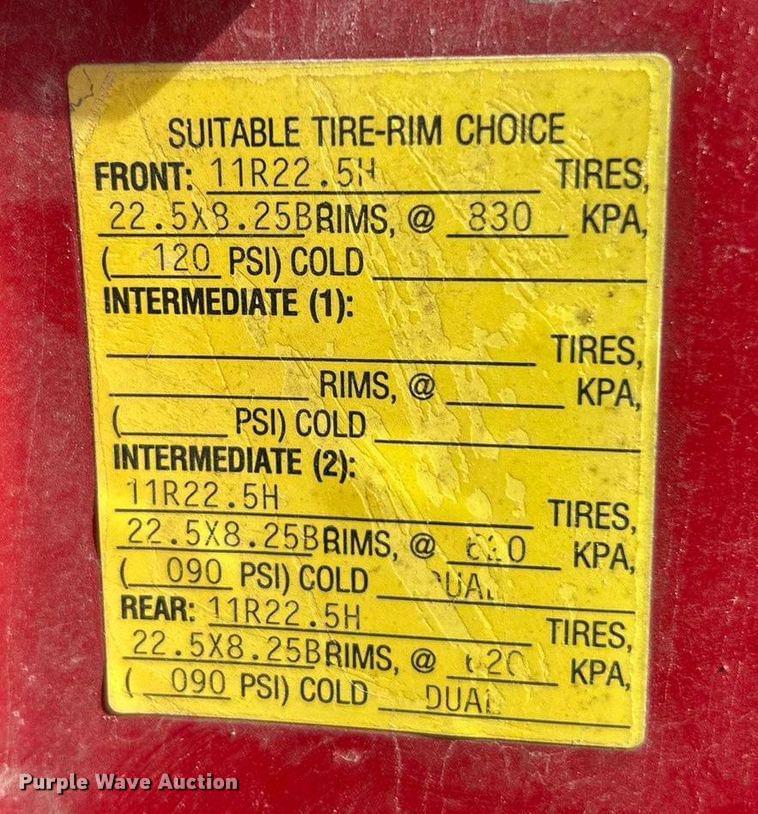 SUITABLE TIRE-RIM CHOICE
FRONT: 11R22.5H TIRES,
22.5X8.25B RIMS, @ 830 KPA,
( 120 PSI) COLD
INTERMEDIATE (1):
TIRES,
RIMS, @ KPA,
( PSI) COLD
INTERMEDIATE (2):
11R22.5H TIRES,
22.5X8.25B RIMS, @ KPA,
( 090 PSI) COLD DUAL
REAR: 11R22.5H TIRES,
22.5X8.25B RIMS, @ 620 KPA,
( 090 PSI) COLD DUAL
Purple Wave Auction